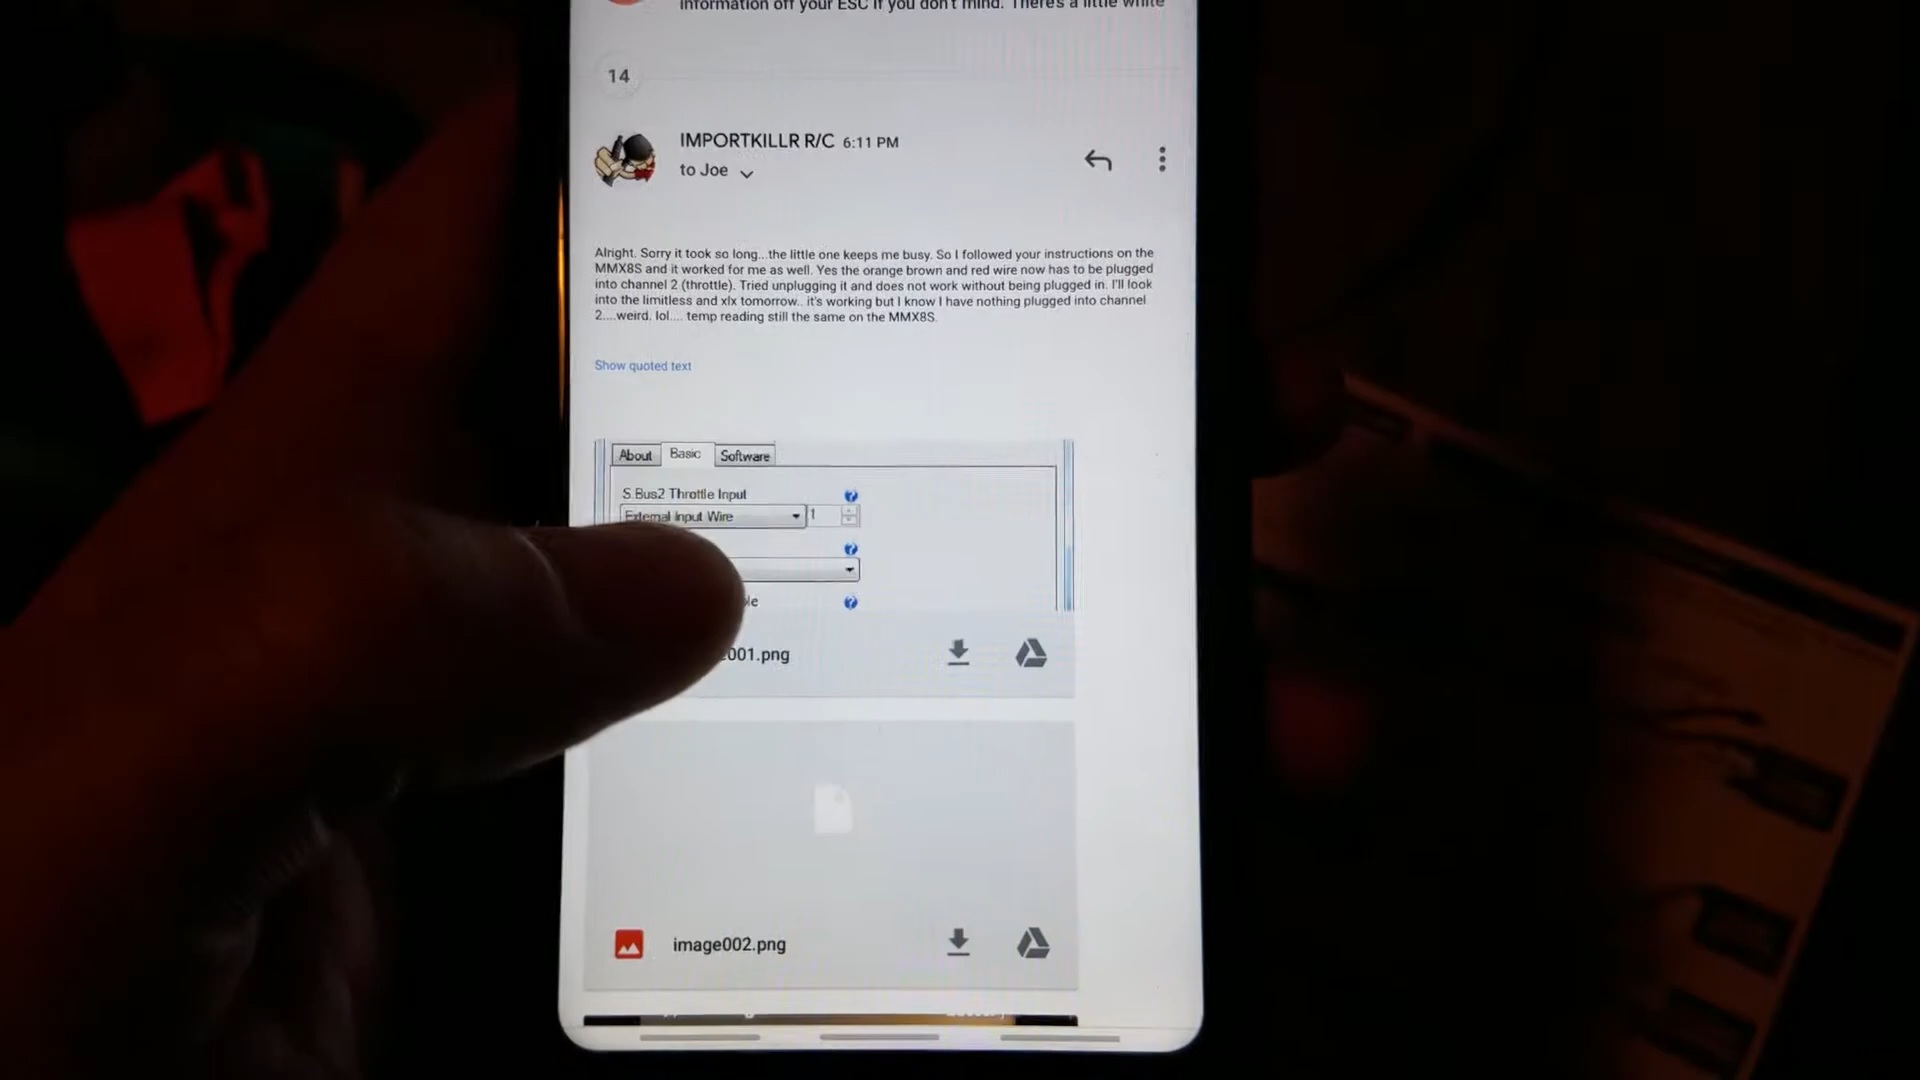 information off your ESC if you don't mind. There's a little white
14
IMPORTKILLR R/C 6:11 PM
to Joe
Alright. Sorry it took so long...the little one keeps me busy. So I followed your instructions on the
MMX8S and it worked for me as well. Yes the orange brown and red wire now has to be plugged
into channel 2 (throttle). Tried unplugging it and does not work without being plugged in. I'll look
into the limitless and xlx tomorrow.. it's working but I know I have nothing plugged into channel
2....weird. lol.... temp reading still the same on the MMX8S.
Show quoted text
About Basic Software
S.Bus2 Throttle Input
External Input Wire 1
001.png
image002.png